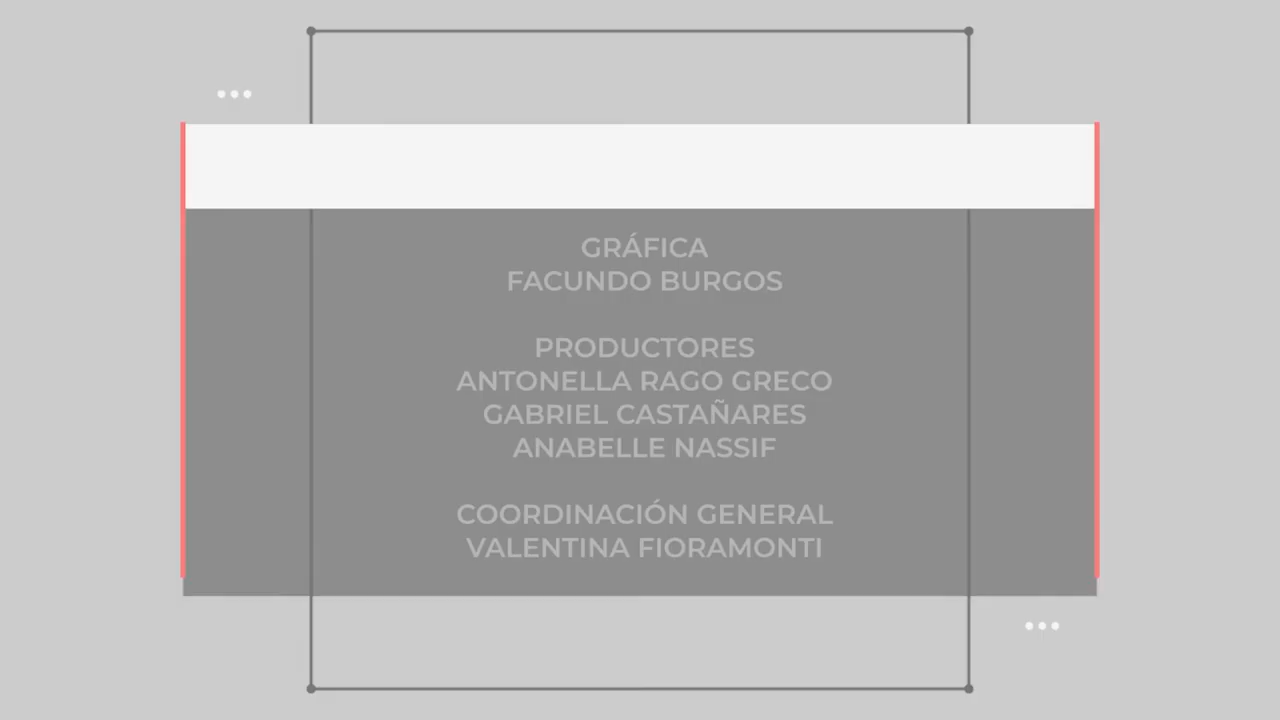 GRÁFICA
FACUNDO BURGOS
PRODUCTORES
ANTONELLA RAGO GRECO
GABRIEL CASTAÑARES
ANABELLE NASSIF
COORDINACIÓN GENERAL
VALENTINA FIORAMONTI